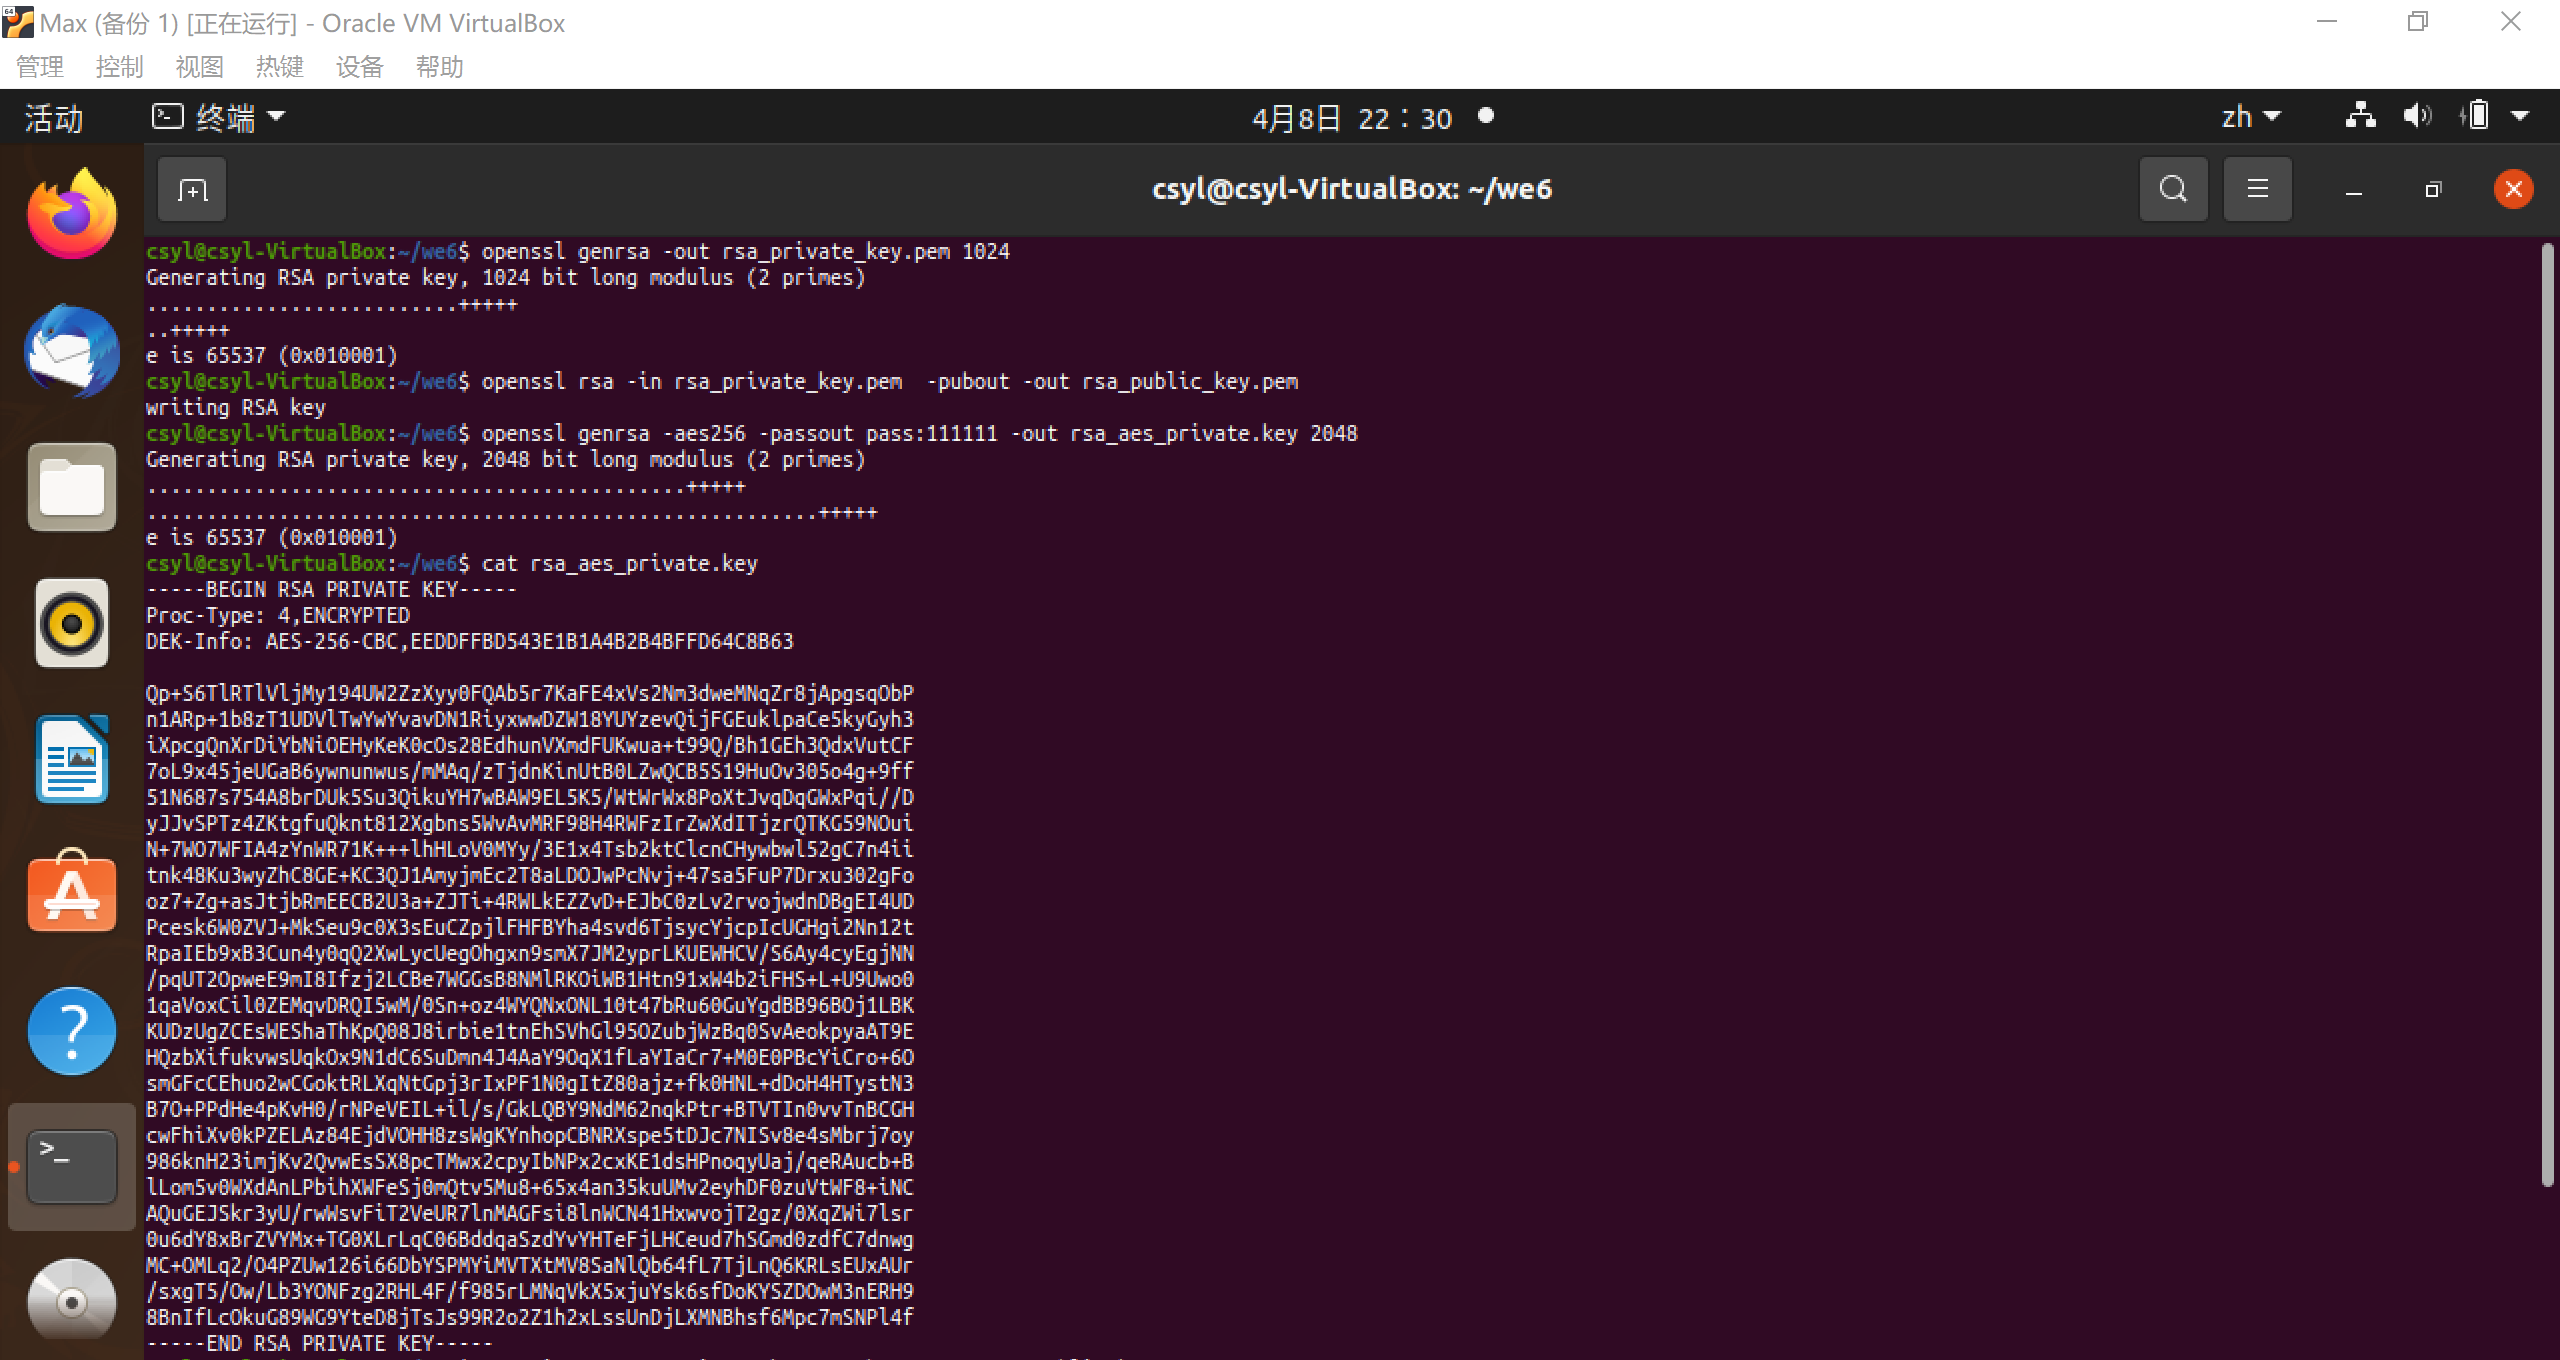 Max (备份 1) [正在运行] - Oracle VM VirtualBox
管理 控制 视图 热键 设备 帮助
活动 终端 4月8日 22：30 zh
csyl@csyl-VirtualBox: ~/we6
csyl@csyl-VirtualBox:~/we6$ openssl genrsa -out rsa_private_key.pem 1024
Generating RSA private key, 1024 bit long modulus (2 primes)
..........................+++++
..+++++
e is 65537 (0x010001)
csyl@csyl-VirtualBox:~/we6$ openssl rsa -in rsa_private_key.pem  -pubout -out rsa_public_key.pem
writing RSA key
csyl@csyl-VirtualBox:~/we6$ openssl genrsa -aes256 -passout pass:111111 -out rsa_aes_private.key 2048
Generating RSA private key, 2048 bit long modulus (2 primes)
.............................................+++++
........................................................+++++
e is 65537 (0x010001)
csyl@csyl-VirtualBox:~/we6$ cat rsa_aes_private.key
-----BEGIN RSA PRIVATE KEY-----
Proc-Type: 4,ENCRYPTED
DEK-Info: AES-256-CBC,EEDDFFBD543E1B1A4B2B4BFFD64C8B63
Qp+S6TlRTlVljMy194UW2ZzXyy0FQAb5r7KaFE4xVs2Nm3dweMNqZr8jApgsqObP
n1ARp+1b8zT1UDVlTwYwYvavDN1RiyxwwDZW18YUYzevQijFGEuklpaCe5kyGyh3
iXpcgQnXrDiYbNiOEHyKeK0cOs28EdhunVXmdFUKwua+t99Q/Bh1GEh3QdxVutCF
7oL9x45jeUGaB6ywnunwus/mMAq/zTjdnKinUtB0LZwQCB5S19HuOv305o4g+9ff
51N687s754A8brDUk5Su3QikuYH7wBAW9EL5K5/WtWrWx8PoXtJvqDqGWxPqi//D
yJJvSPTz4ZKtgfuQknt812Xgbns5WvAvMRF98H4RWFzIrZwXdITjzrQTKG59NOui
N+7WO7WFIA4zYnWR71K+++lhHLoV0MYy/3E1x4Tsb2ktClcnCHywbwl52gC7n4ii
tnk48Ku3wyZhC8GE+KC3QJ1AmyjmEc2T8aLDOJwPcNvj+47sa5FuP7Drxu302gFo
oz7+Zg+asJtjbRmEECB2U3a+ZJTi+4RWLkEZZvD+EJbC0zLv2rvojwdnDBgEI4UD
Pcesk6W0ZVJ+MkSeu9c0X3sEuCZpjlFHFBYha4svd6TjsycYjcpIcUGHgi2Nn12t
RpaIEb9xB3Cun4y0qQ2XwLycUegOhgxn9smX7JM2yprLKUEWHCV/S6Ay4cyEgjNN
/pqUT2OpweE9mI8Ifzj2LCBe7WGGsB8NMlRKOiWB1Htn91xW4b2iFHS+L+U9Uwo0
1qaVoxCil0ZEMqvDRQI5wM/0Sn+oz4WYQNxONL10t47bRu60GuYgdBB96BOj1LBK
KUDzUgZCEsWEShaThKpQ08J8irbie1tnEhSVhGl95OZubjWzBq0SvAeokpyaAT9E
HQzbXifukvwsUqkOx9N1dC6SuDmn4J4AaY9OqX1fLaYIaCr7+M0E0PBcYiCro+6O
smGFcCEhuo2wCGoktRLXqNtGpj3rIxPF1N0gItZ80ajz+fk0HNL+dDoH4HTystN3
B7O+PPdHe4pKvH0/rNPeVEIL+il/s/GkLQBY9NdM62nqkPtr+BTVTIn0vvTnBCGH
cwFhiXv0kPZELAz84EjdVOHH8zsWgKYnhopCBNRXspe5tDJc7NISv8e4sMbrj7oy
986knH23imjKv2QvwEsSX8pcTMwx2cpyIbNPx2cxKE1dsHPnoqyUaj/qeRAucb+B
lLom5v0WXdAnLPbihXWFeSj0mQtv5Mu8+65x4an35kuUMv2eyhDF0zuVtWF8+iNC
AQuGEJSkr3yU/rwWsvFiT2VeUR7lnMAGFsi8lnWCN41HxwvojT2gz/0XqZWi7lsr
0u6dY8xBrZVYMx+TG0XLrLqC06BddqaSzdYvYHTeFjLHCeud7hSGmd0zdfC7dnwg
MC+OMLq2/O4PZUw126i66DbYSPMYiMVTXtMV8SaNlQb64fL7TjLnQ6KRLsEUxAUr
/sxgT5/Ow/Lb3YONFzg2RHL4F/f985rLMNqVkX5xjuYsk6sfDoKYSZDOwM3nERH9
8BnIfLcOkuG89WG9YteD8jTsJs99R2o2Z1h2xLssUnDjLXMNBhsf6Mpc7mSNPl4f
-----END RSA PRIVATE KEY-----